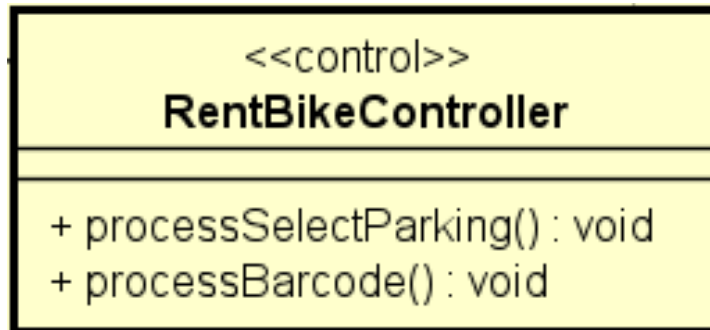 <<control>>
RentBikeController
+ processSelectParking() : void
+ processBarcode() : void